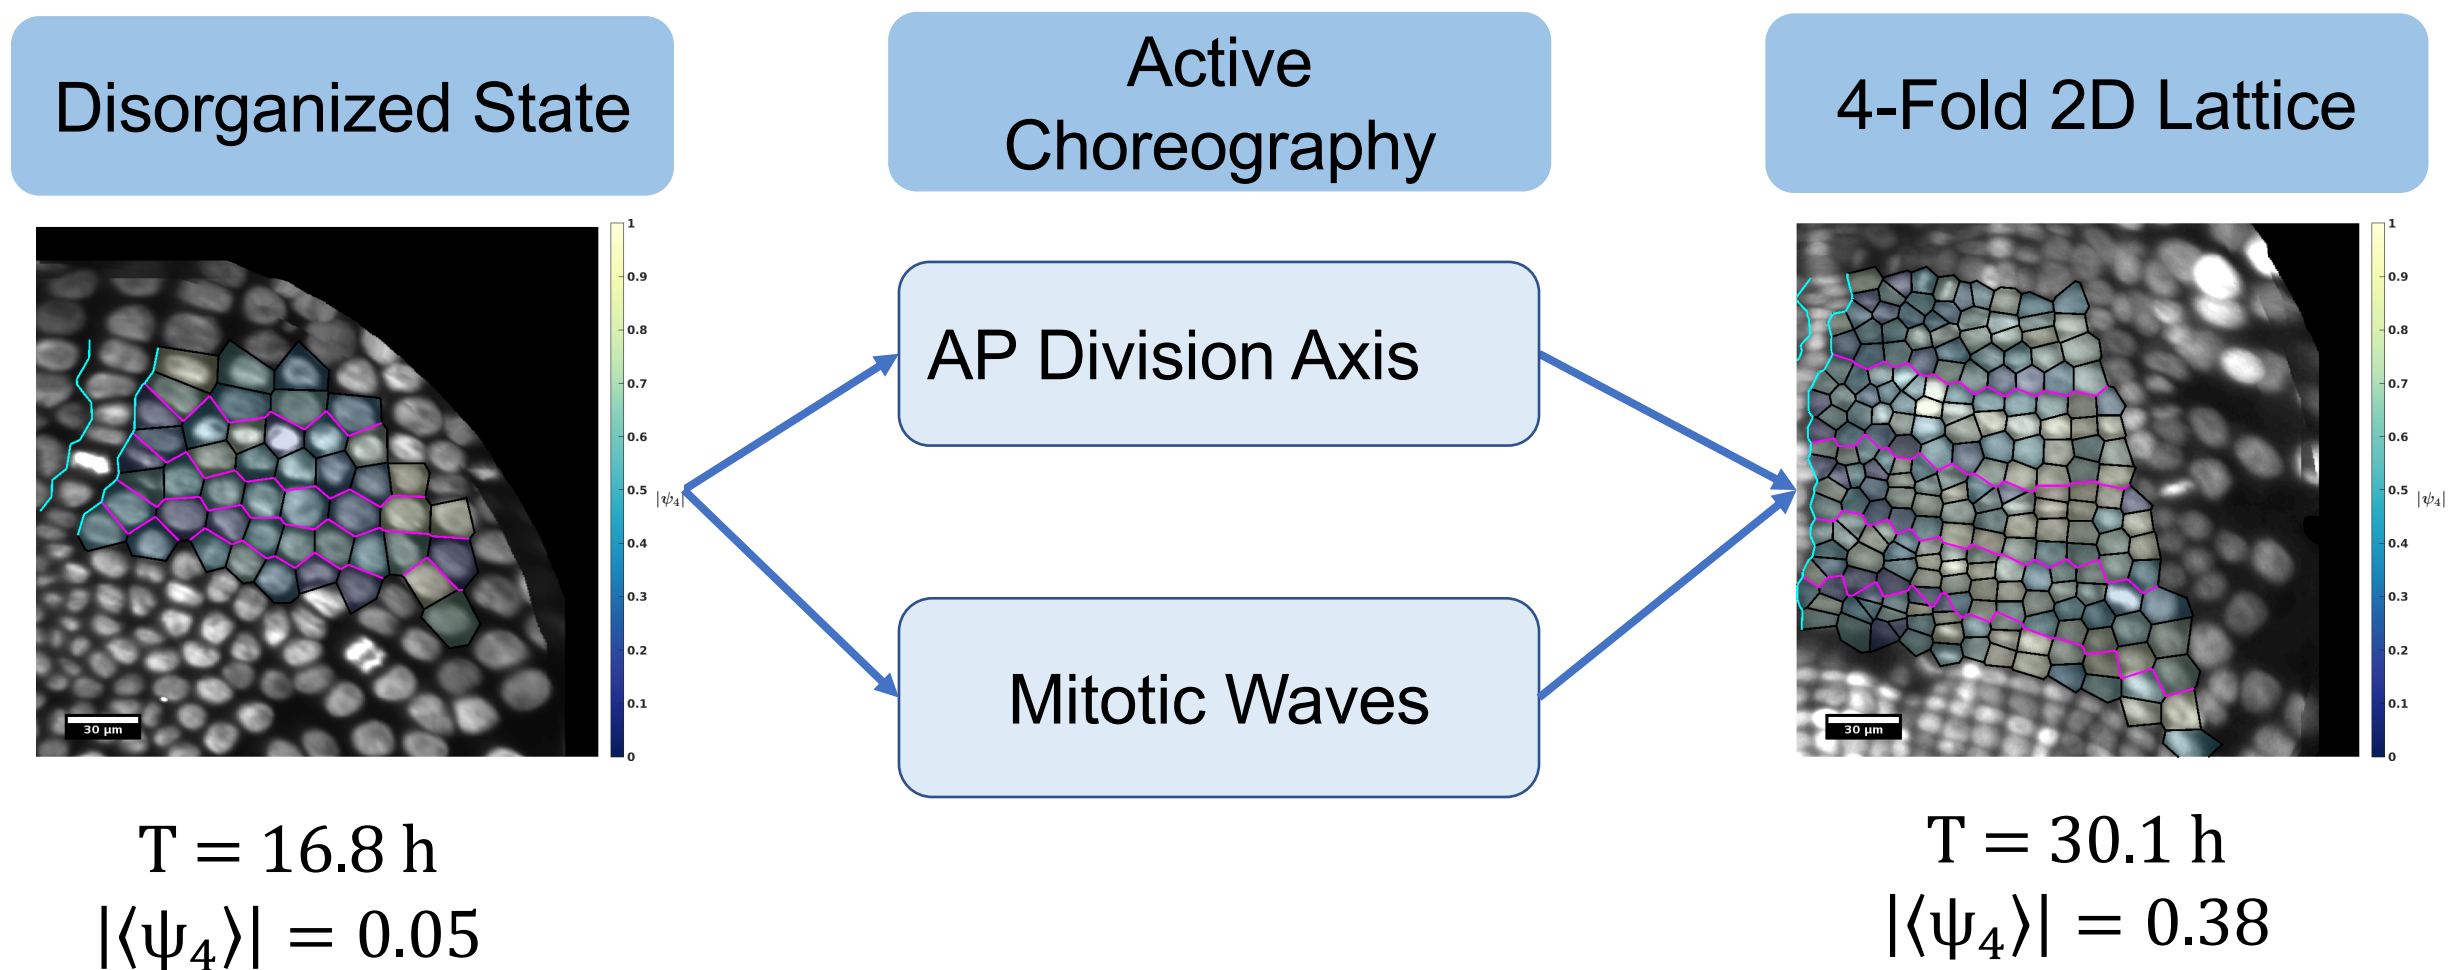 Disorganized State
Active
Choreography
4-Fold 2D Lattice
1
0.9
0.8
0.7
0.6
0.5
0.4
0.3
0.2
0.1
0
|ψ₄|
30 µm
AP Division Axis
Mitotic Waves
1
0.9
0.8
0.7
0.6
0.5
0.4
0.3
0.2
0.1
0
|ψ₄|
30 µm
T = 16.8 h
|⟨ψ₄⟩| = 0.05
T = 30.1 h
|⟨ψ₄⟩| = 0.38